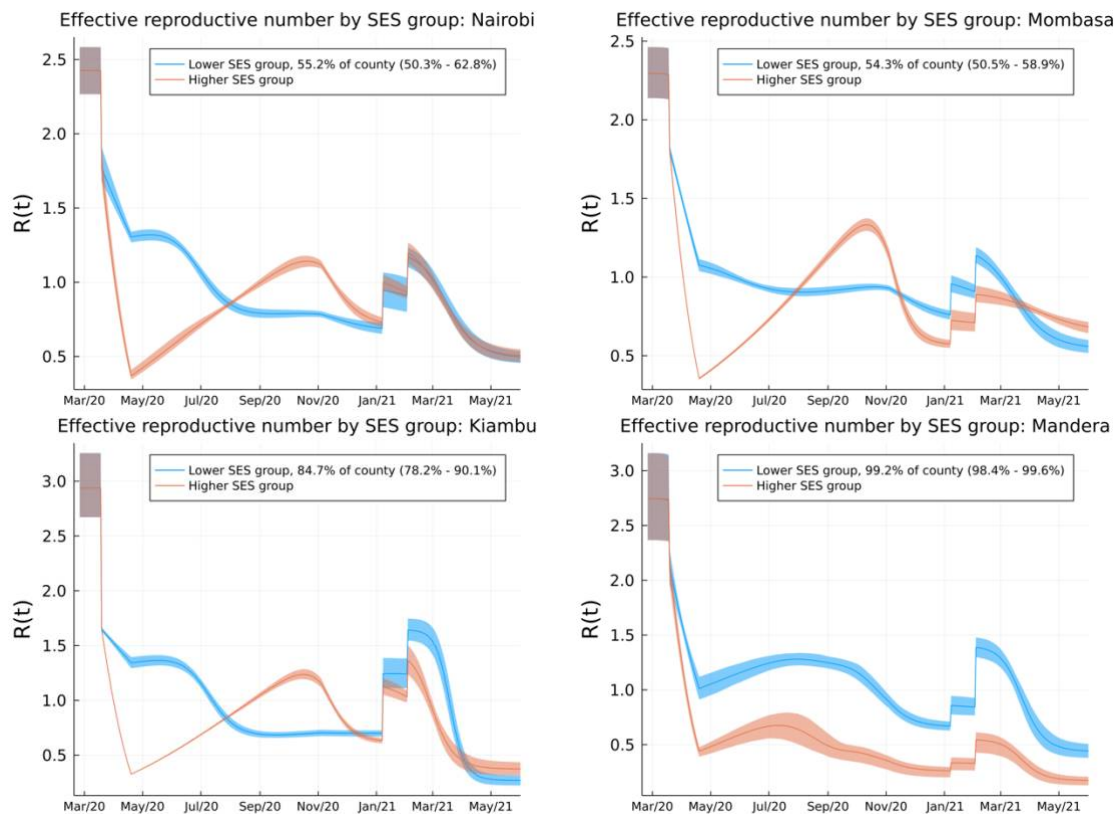 Effective reproductive number by SES group: Nairobi
Lower SES group, 55.2% of county (50.3% - 62.8%)
Higher SES group
R(t)
2.5
2.0
1.5
1.0
0.5
Mar/20 May/20 Jul/20 Sep/20 Nov/20 Jan/21 Mar/21 May/21
Effective reproductive number by SES group: Mombasa
Lower SES group, 54.3% of county (50.5% - 58.9%)
Higher SES group
R(t)
2.5
2.0
1.5
1.0
0.5
Mar/20 May/20 Jul/20 Sep/20 Nov/20 Jan/21 Mar/21 May/21
Effective reproductive number by SES group: Kiambu
Lower SES group, 84.7% of county (78.2% - 90.1%)
Higher SES group
R(t)
3.0
2.5
2.0
1.5
1.0
0.5
Mar/20 May/20 Jul/20 Sep/20 Nov/20 Jan/21 Mar/21 May/21
Effective reproductive number by SES group: Mandera
Lower SES group, 99.2% of county (98.4% - 99.6%)
Higher SES group
R(t)
3.0
2.5
2.0
1.5
1.0
0.5
Mar/20 May/20 Jul/20 Sep/20 Nov/20 Jan/21 Mar/21 May/21